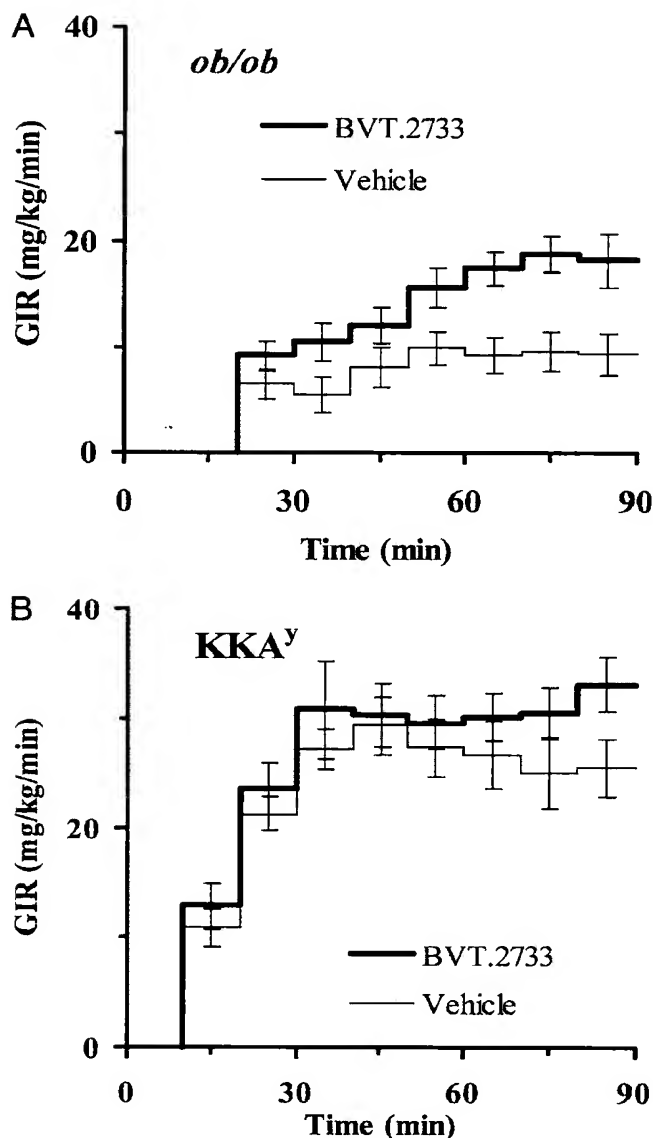 A
ob/ob
BVT.2733
Vehicle
GIR (mg/kg/min)
40
20
0
0 30 60 90
Time (min)
B
KKAʸ
BVT.2733
Vehicle
GIR (mg/kg/min)
40
20
0
0 30 60 90
Time (min)